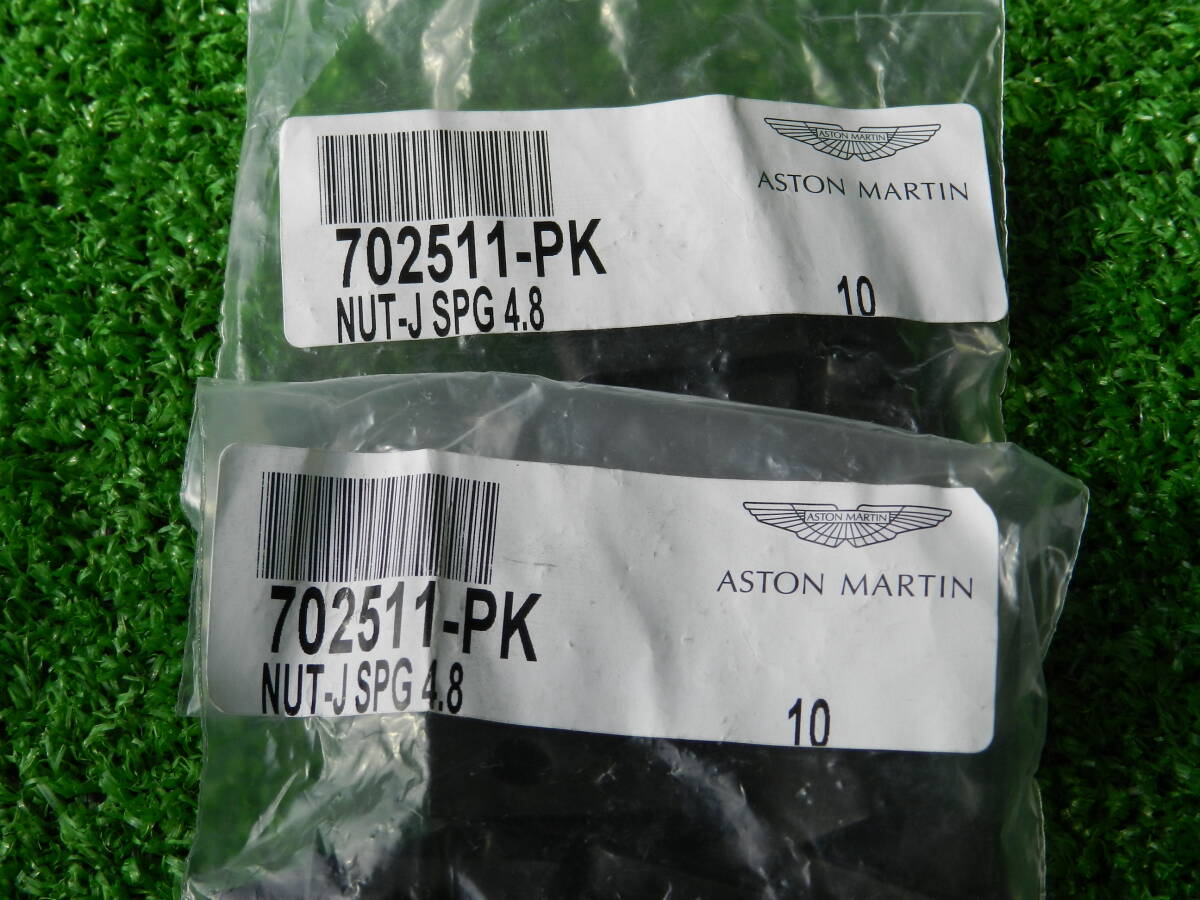 ASTON MARTIN
ASTON MARTIN
702511-PK
NUT-J SPG 4.8
10
ASTON MARTIN
ASTON MARTIN
702511-PK
NUT-J SPG 4.8
10